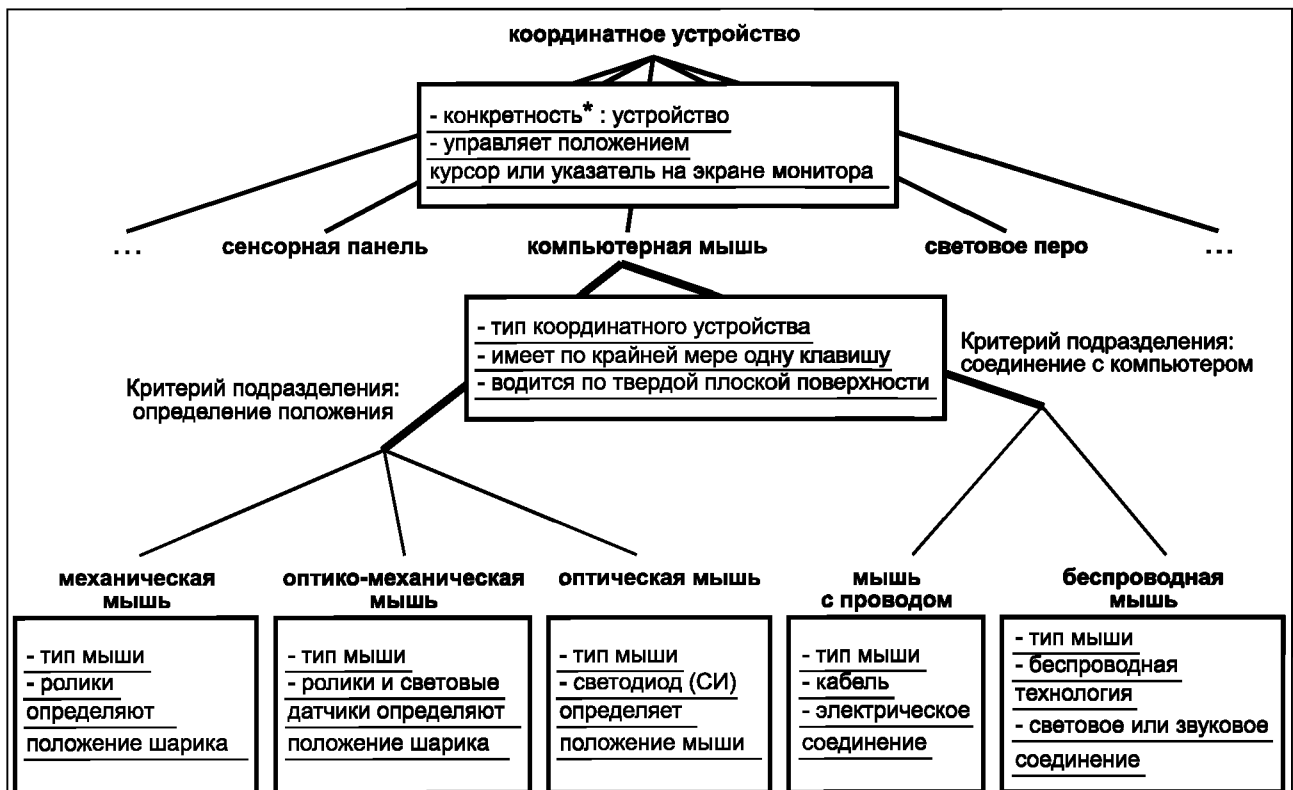 координатное устройство
- конкретность* : устройство
- управляет положением
курсор или указатель на экране монитора
...
сенсорная панель
компьютерная мышь
световое перо
...
- тип координатного устройства
- имеет по крайней мере одну клавишу
- водится по твердой плоской поверхности
Критерий подразделения:
соединение с компьютером
Критерий подразделения:
определение положения
механическая
мышь
- тип мыши
- ролики
определяют
положение шарика
оптико-механическая
мышь
- тип мыши
- ролики и световые
датчики определяют
положение шарика
оптическая мышь
- тип мыши
- светодиод (СИ)
определяет
положение мыши
мышь
с проводом
- тип мыши
- кабель
- электрическое
соединение
беспроводная
мышь
- тип мыши
- беспроводная
технология
- световое или звуковое
соединение